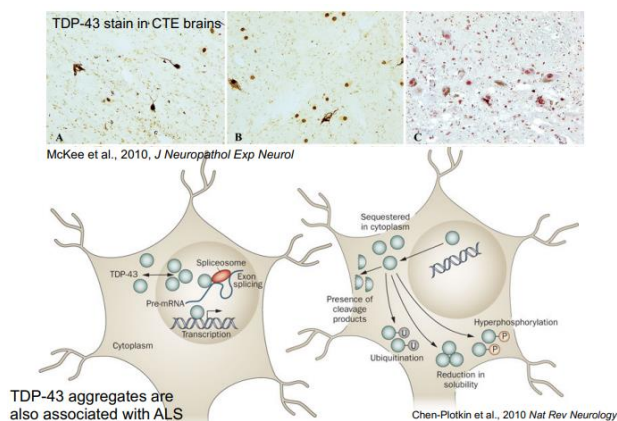 TDP-43 stain in CTE brains
A
B
C
McKee et al., 2010, J Neuropathol Exp Neurol
TDP-43
Spliceosome
Exon
splicing
Pre-mRNA
Transcription
Cytoplasm
Sequestered
in cytoplasm
Presence of
cleavage
products
U
U
Ubiquitination
Reduction in
solubility
Hyperphosphorylation
P
P
TDP-43 aggregates are
also associated with ALS
Chen-Plotkin et al., 2010 Nat Rev Neurology